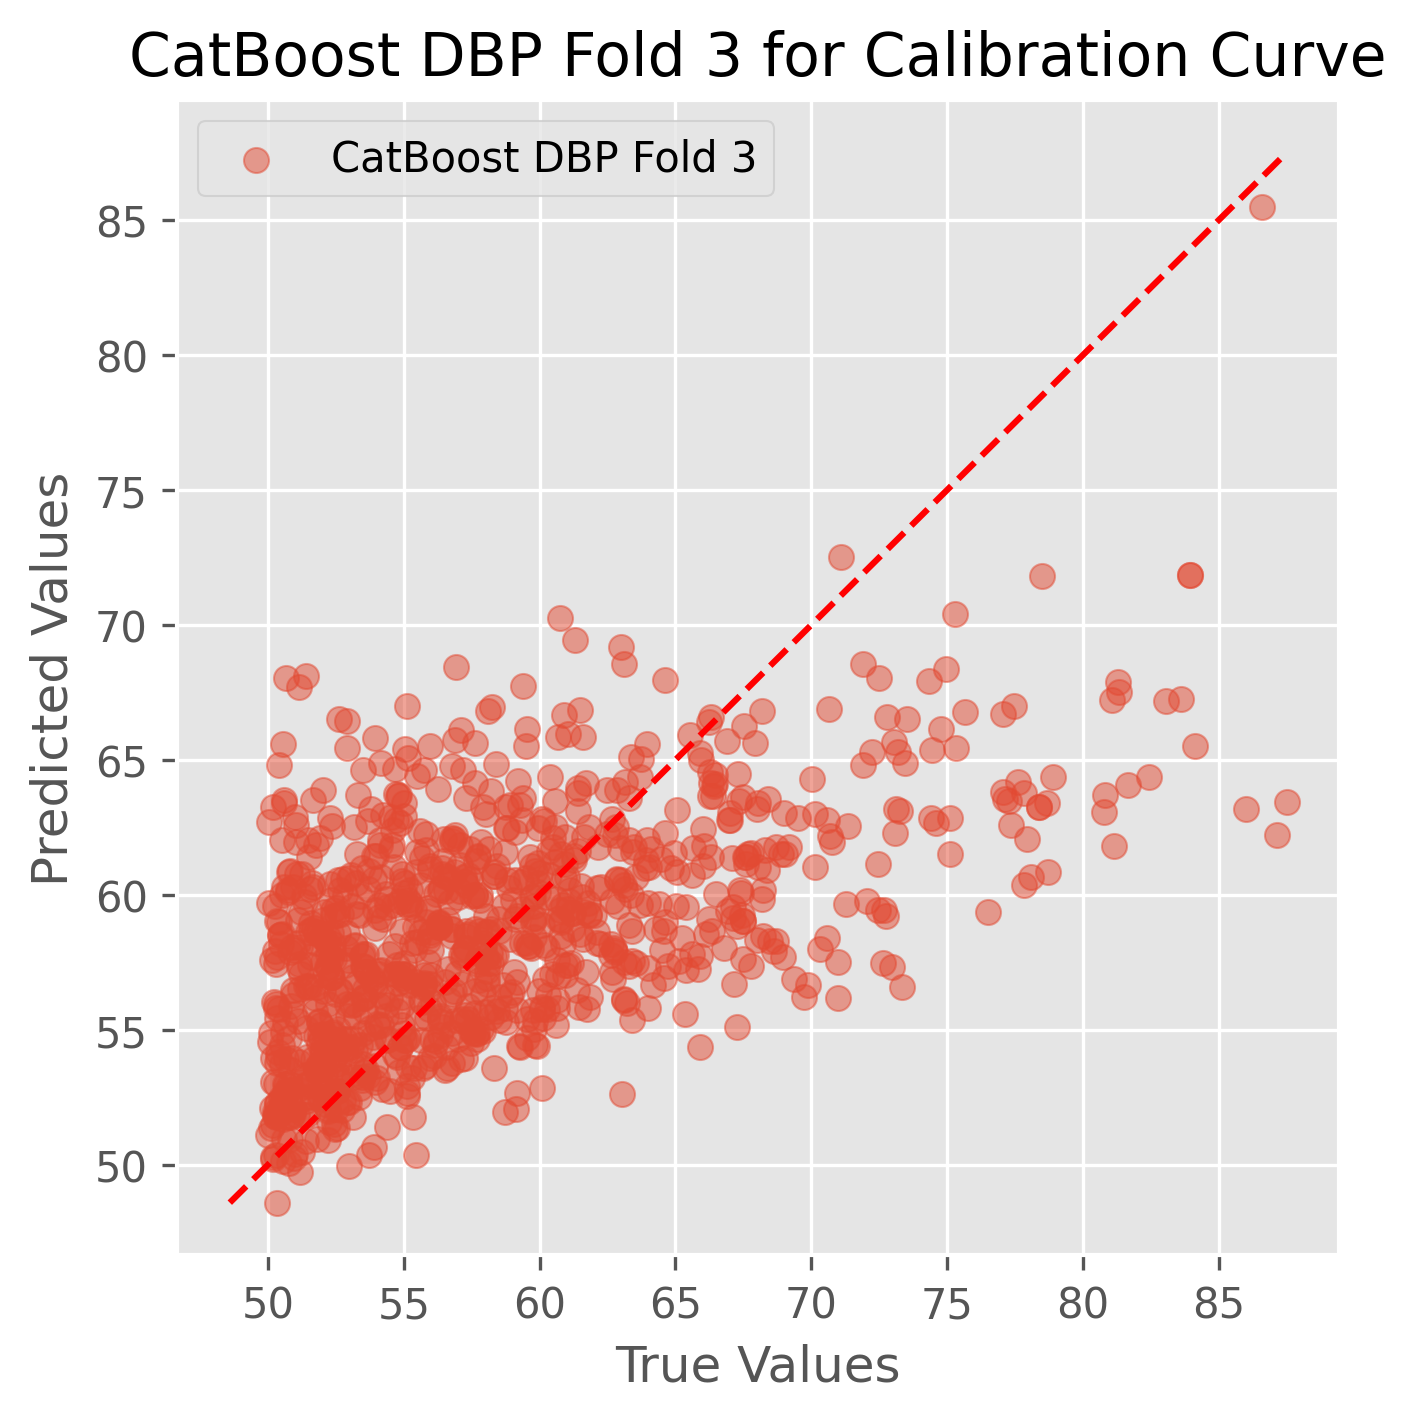 CatBoost DBP Fold 3 for Calibration Curve
CatBoost DBP Fold 3
85
80
75
70
65
60
55
50
Predicted Values
50 55 60 65 70 75 80 85
True Values